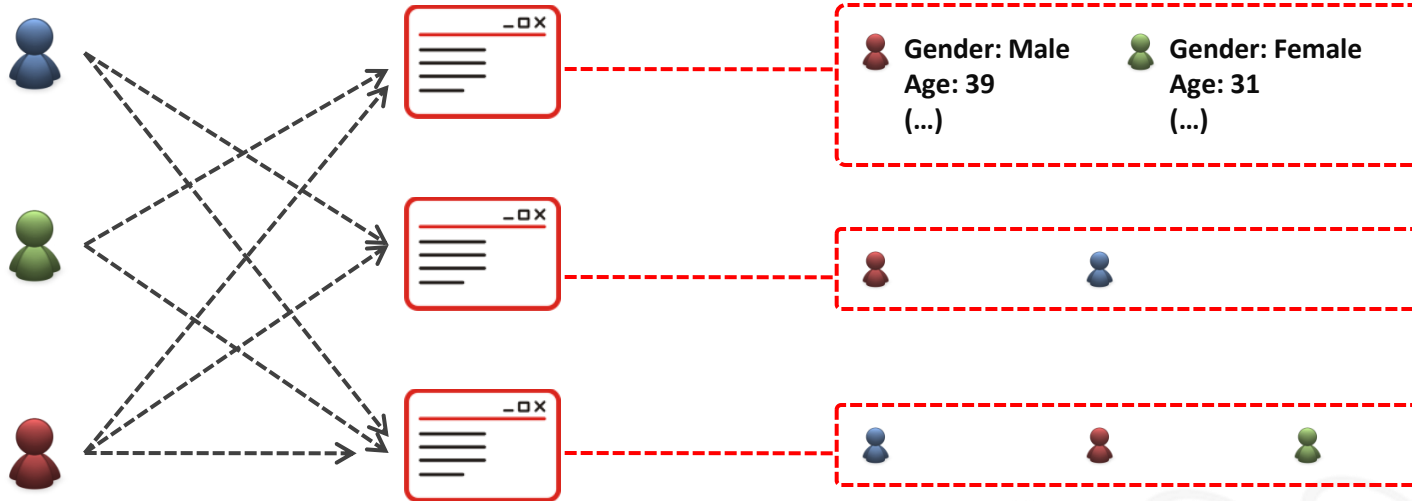 Gender: Male
Age: 39
(...)
Gender: Female
Age: 31
(...)